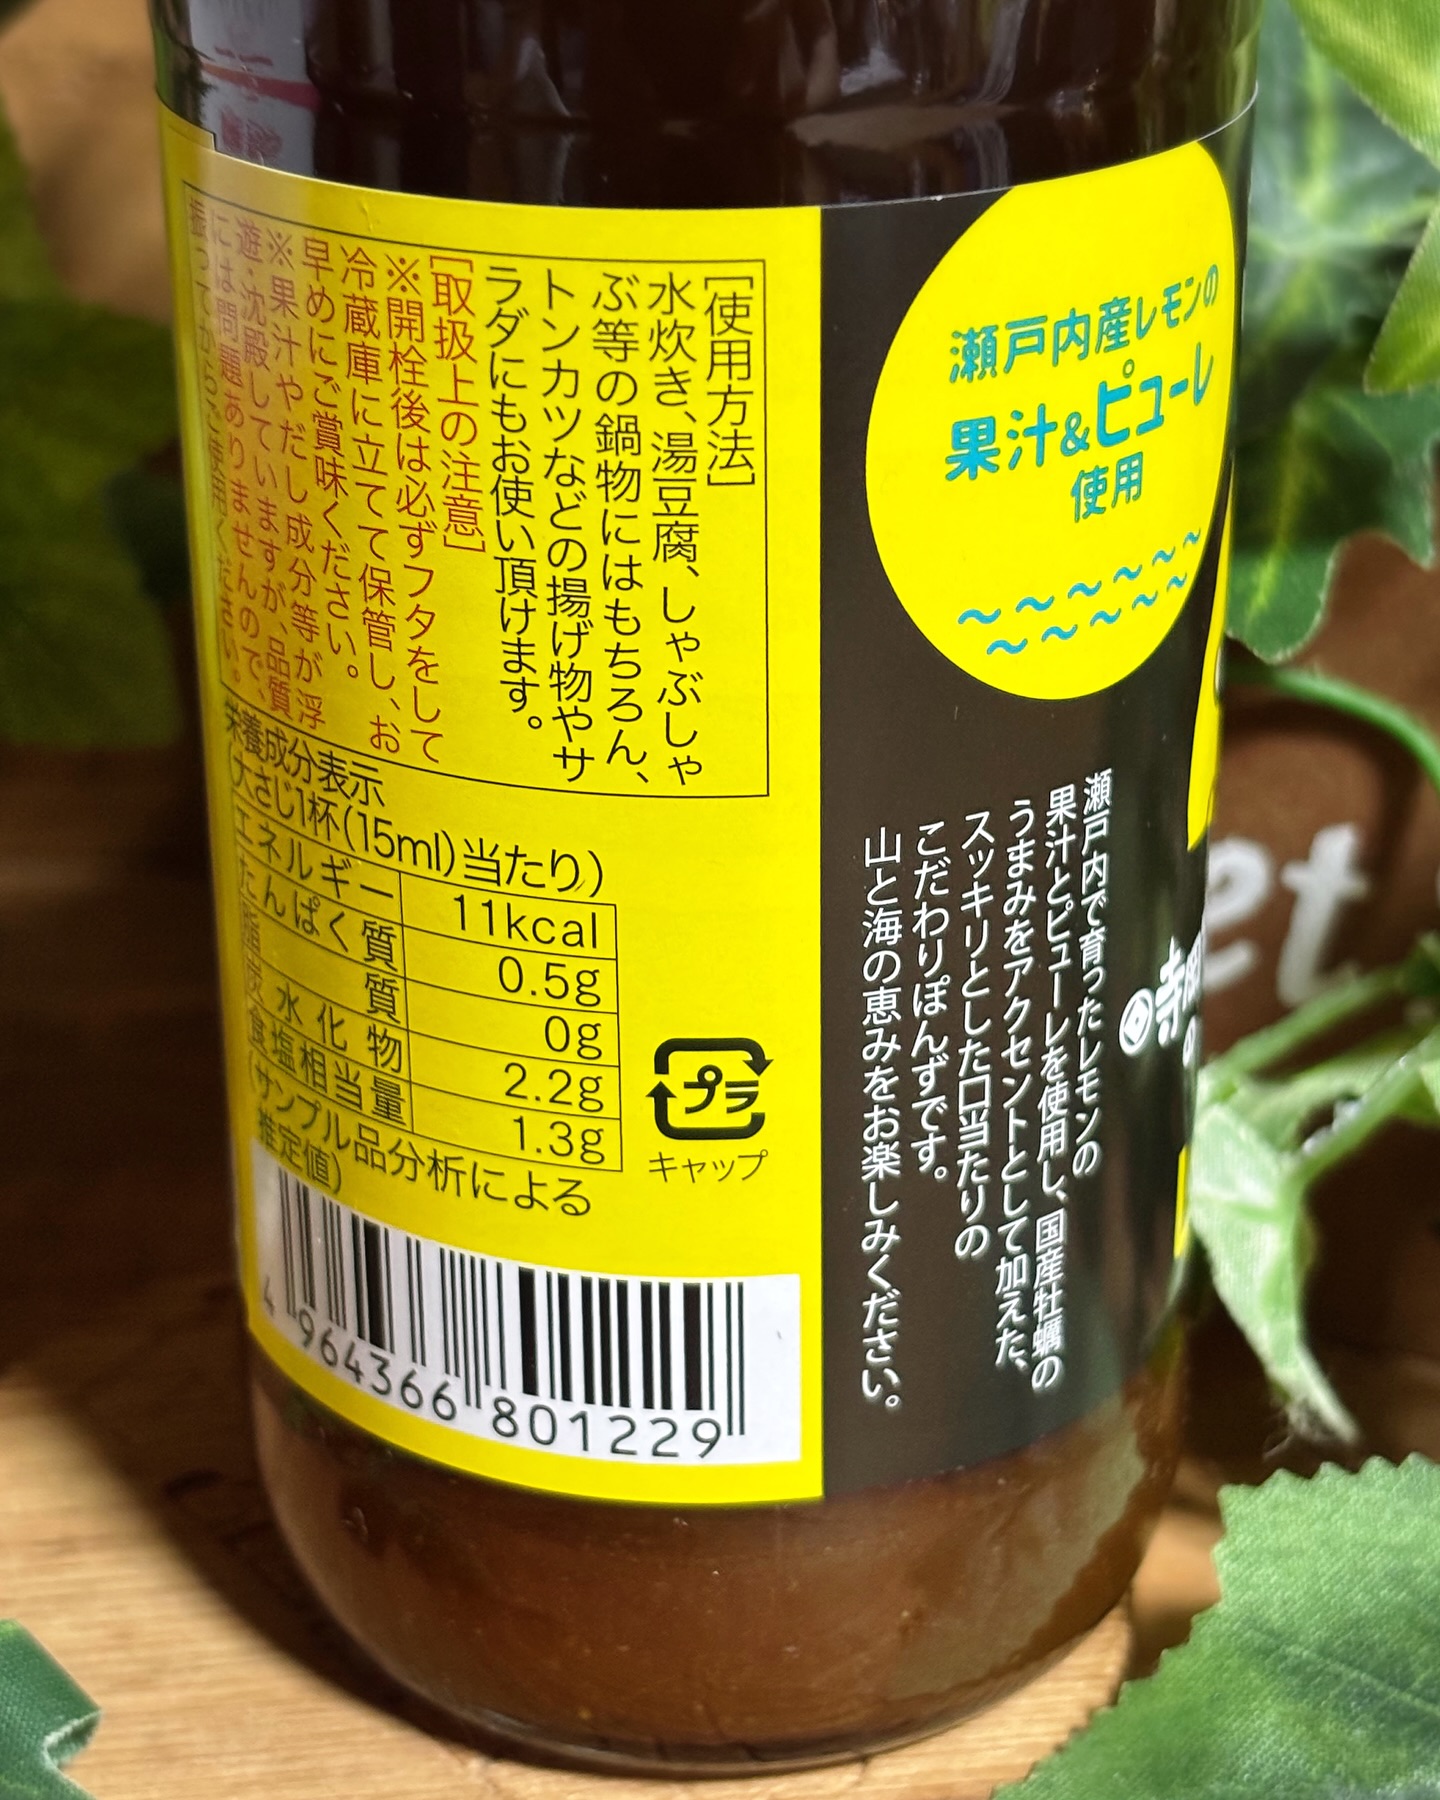 瀬戸内産レモンの
果汁&ピューレ
使用
瀬戸内で育ったレモンの
果汁とピューレを使用し、国産牡蠣の
うまみをアクセントとして加えた、
スッキリとした口当たりの
こだわりぽんずです。
山と海の恵みをお楽しみください。
[使用方法]
水炊き、湯豆腐、しゃぶしゃ
ぶ等の鍋物にはもちろん、
トンカツなどの揚げ物やサ
ラダにもお使い頂けます。
[取扱上の注意]
※開栓後は必ずフタをして
冷蔵庫に立てて保管し、お
早めにご賞味ください。
※果汁やだし成分等が浮
遊・沈殿していますが、品質
には問題ありませんので、
振ってからご使用ください。
栄養成分表示
大さじ1杯(15ml)当たり)
エネルギー 11kcal
たんぱく質 0.5g
脂質 0g
炭水化物 2.2g
食塩相当量 1.3g
(サンプル品分析による
推定値)
プラ
キャップ
4 964366 801229